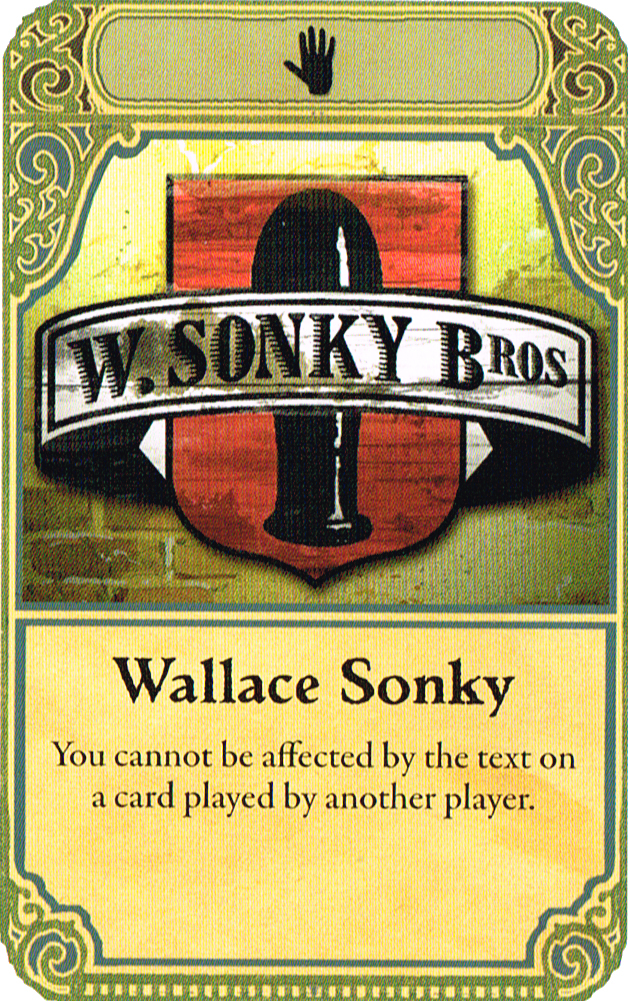 W. SONKY BROS
Wallace Sonky
You cannot be affected by the text on
a card played by another player.